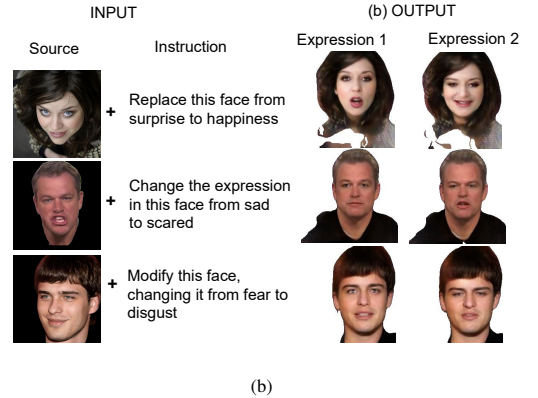 INPUT
(b) OUTPUT
Source
Instruction
Expression 1
Expression 2
+
Replace this face from
surprise to happiness
+
Change the expression
in this face from sad
to scared
+
Modify this face,
changing it from fear to
disgust
(b)